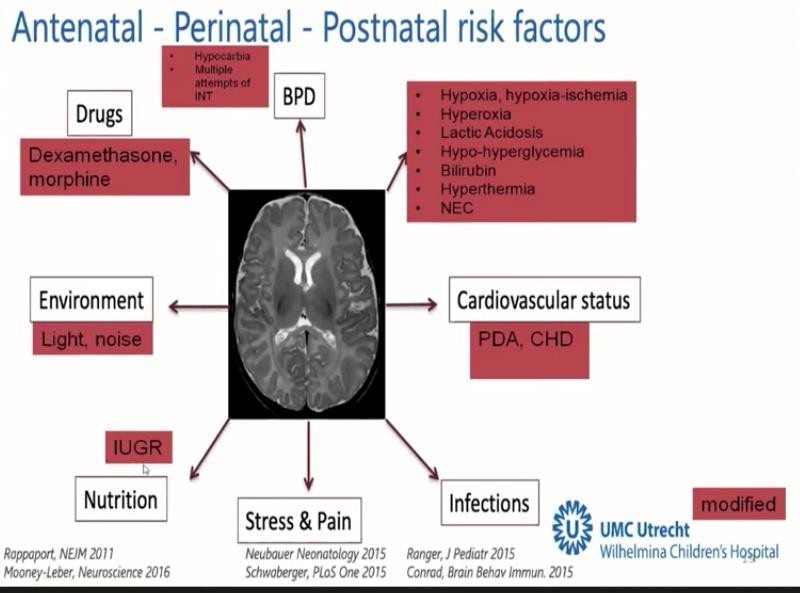 Antenatal - Perinatal - Postnatal risk factors
• Hypocarbia
• Multiple
attempts of
INT
BPD
Drugs
Dexamethasone,
morphine
• Hypoxia, hypoxia-ischemia
• Hyperoxia
• Lactic Acidosis
• Hypo-hyperglycemia
• Bilirubin
• Hyperthermia
• NEC
Environment
Light, noise
Cardiovascular status
PDA, CHD
IUGR
Nutrition
Stress & Pain
Infections
modified
UMC Utrecht
Wilhelmina Children's Hospital
Rappaport, NEJM 2011
Mooney-Leber, Neuroscience 2016
Neubauer Neonatology 2015
Schwaberger, PLoS One 2015
Ranger, J Pediatr 2015
Conrad, Brain Behav Immun. 2015